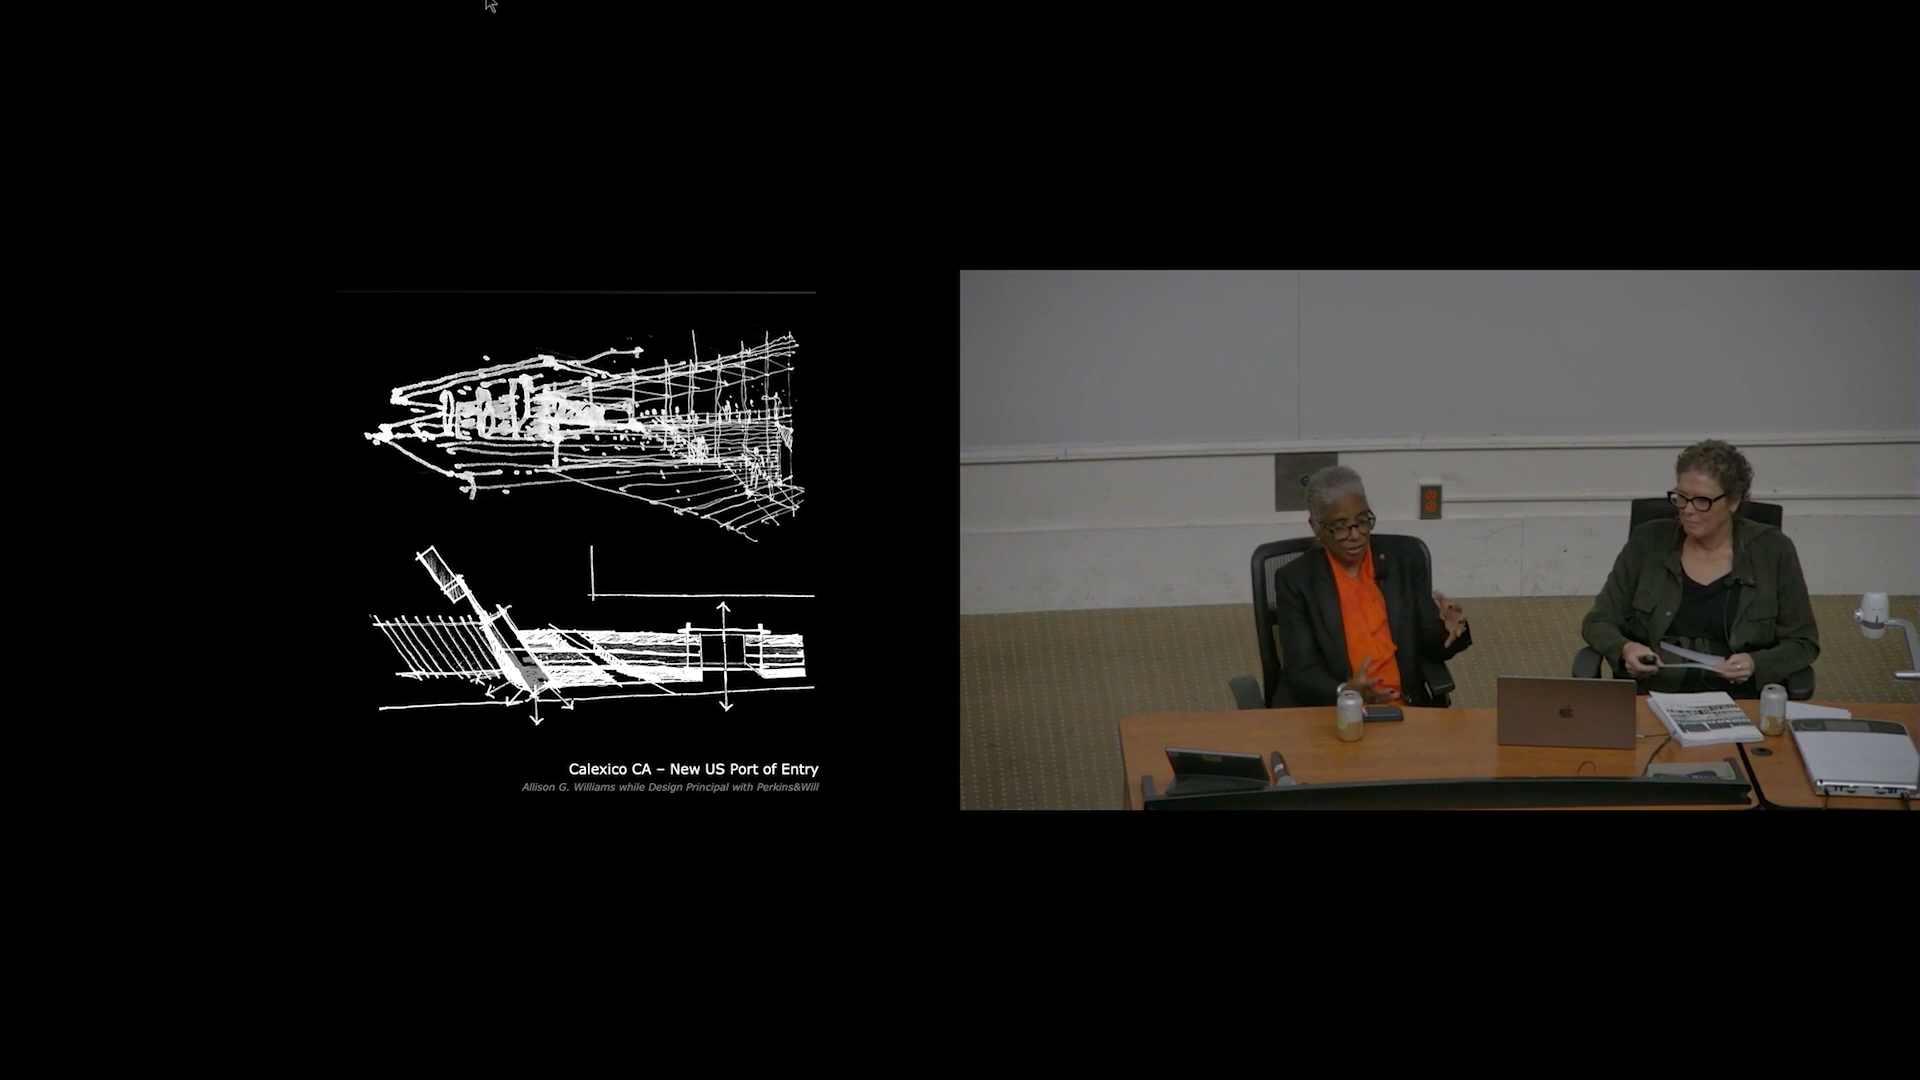 Calexico CA – New US Port of Entry
Allison G. Williams while Design Principal with Perkins&Will